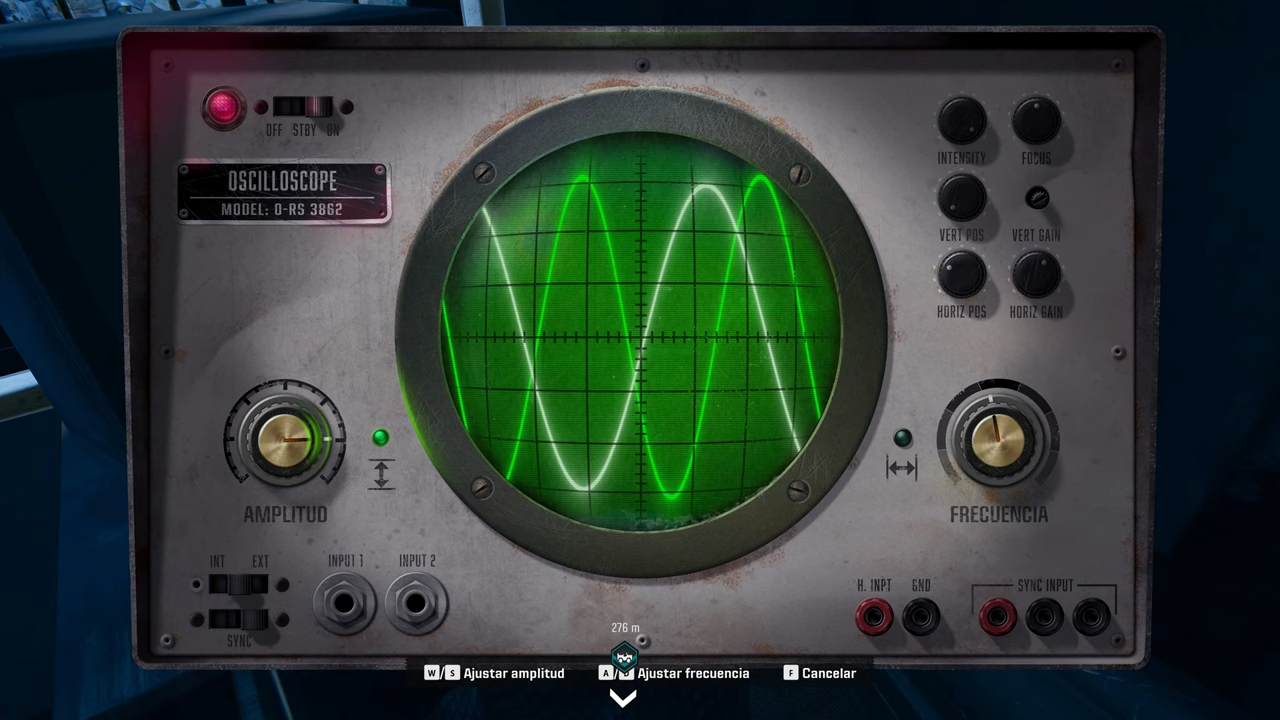 OFF STBY ON
OSCILLOSCOPE
MODEL: O-RS 3862
INTENSITY
FOCUS
VERT POS
VERT GAIN
HORIZ POS
HORIZ GAIN
AMPLITUD
FRECUENCIA
INT
EXT
INPUT 1
INPUT 2
SYNC
H. INPT
GND
SYNC INPUT
276 m
W/S Ajustar amplitud
A/D Ajustar frecuencia
F Cancelar